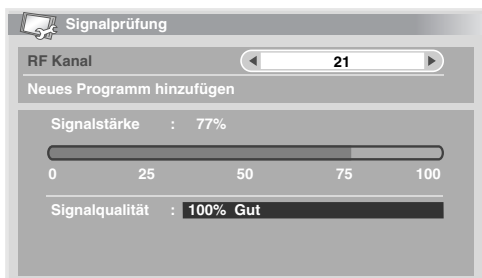 Signalprüfung
RF Kanal 21
Neues Programm hinzufügen
Signalstärke : 77%
0 25 50 75 100
Signalqualität : 100% Gut